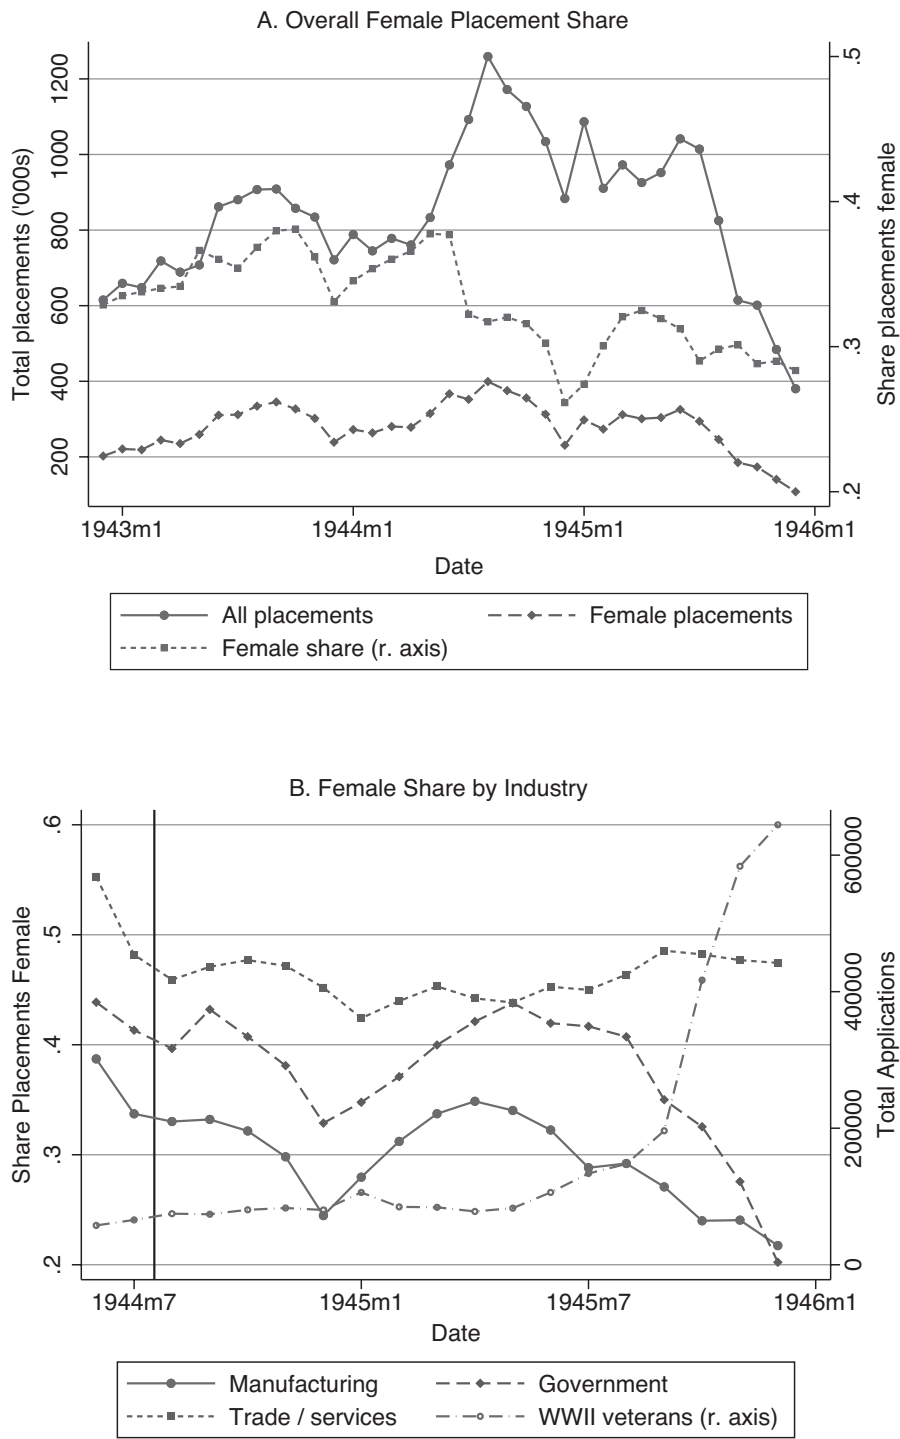 A. Overall Female Placement Share
Total placements ('000s)
1200
1000
800
600
400
200
.5
.4
.3
.2
Share placements female
1943m1 1944m1 1945m1 1946m1
Date
All placements Female placements
Female share (r. axis)
B. Female Share by Industry
Share Placements Female
.6
.5
.4
.3
.2
600000
400000
200000
0
Total Applications
1944m7 1945m1 1945m7 1946m1
Date
Manufacturing Government
Trade / services WWII veterans (r. axis)